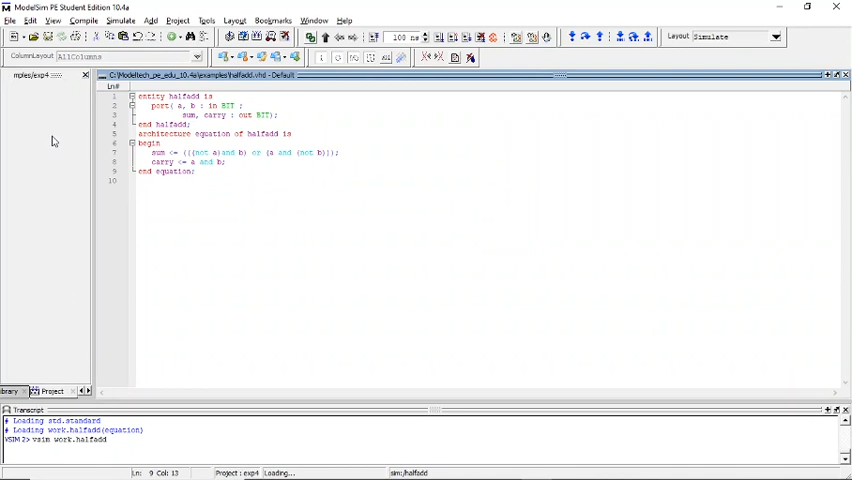 ModelSim PE Student Edition 10.4a
File Edit View Compile Simulate Add Project Tools Layout Bookmarks Window Help
100 ns
Layout Simulate
ColumnLayout AllColumns
mples/exp4
C:\Modeltech_pe_edu_10.4a\examples\halfadd.vhd - Default
Ln#
1 entity halfadd is
2 port( a, b : in BIT ;
3 sum, carry : out BIT);
4 end halfadd;
5 architecture equation of halfadd is
6 begin
7 sum <= (((not a)and b) or (a and (not b)));
8 carry <= a and b;
9 end equation;
10
ibrary Project
Transcript
# Loading std.standard
# Loading work.halfadd(equation)
VSIM 2> vsim work.halfadd
Ln: 9 Col: 13 Project : exp4 Loading... sim:/halfadd